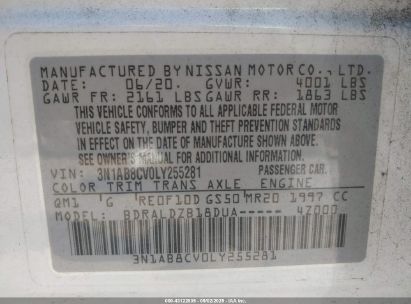 MANUFACTURED BY NISSAN MOTOR CO., LTD.
DATE: 06/20. GVWR: 4001 LBS
GAWR FR: 2161 LBS GAWR RR: 1863 LBS
THIS VEHICLE CONFORMS TO ALL APPLICABLE FEDERAL MOTOR
VEHICLE SAFETY, BUMPER AND THEFT PREVENTION STANDARDS
IN EFFECT ON THE DATE OF MANUFACTURE SHOWN ABOVE.
SEE OWNER'S MANUAL FOR ADDITIONAL INFORMATION.
VIN: 3N1AB8CV0LY255281 PASSENGER CAR.
COLOR TRIM TRANS AXLE ENGINE
QM1 G RE0F10D GS50 MR20 1997 CC
MODEL: BDRALDZB18DUA----- 4Z000
3N1AB8CV0LY255281